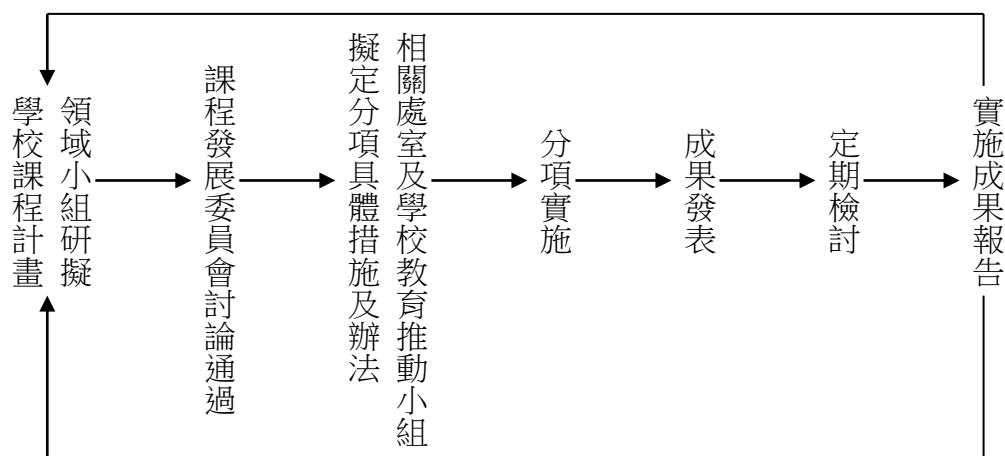 領域小組研擬
學校課程計畫
課程發展委員會討論通過
相關處室及學校教育推動小組
擬定分項具體措施及辦法
分項實施
成果發表
定期檢討
實施成果報告